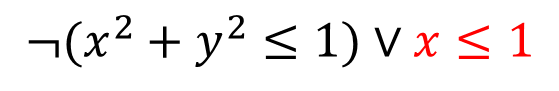 ¬(x² + y² ≤ 1) ∨ x ≤ 1